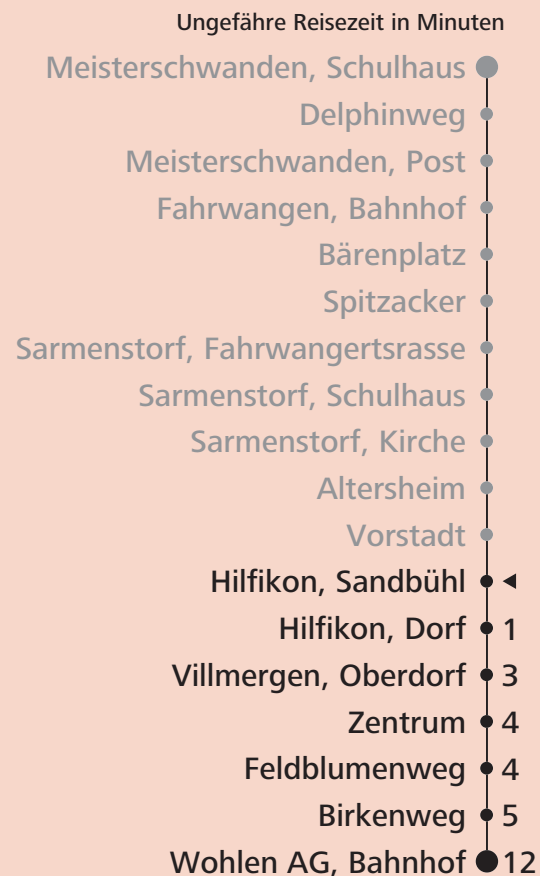 Ungefähre Reisezeit in Minuten
Meisterschwanden, Schulhaus
Delphinweg
Meisterschwanden, Post
Fahrwangen, Bahnhof
Bärenplatz
Spitzacker
Sarmenstorf, Fahrwangertsrasse
Sarmenstorf, Schulhaus
Sarmenstorf, Kirche
Altersheim
Vorstadt
Hilfikon, Sandbühl
Hilfikon, Dorf 1
Villmergen, Oberdorf 3
Zentrum 4
Feldblumenweg 4
Birkenweg 5
Wohlen AG, Bahnhof 12